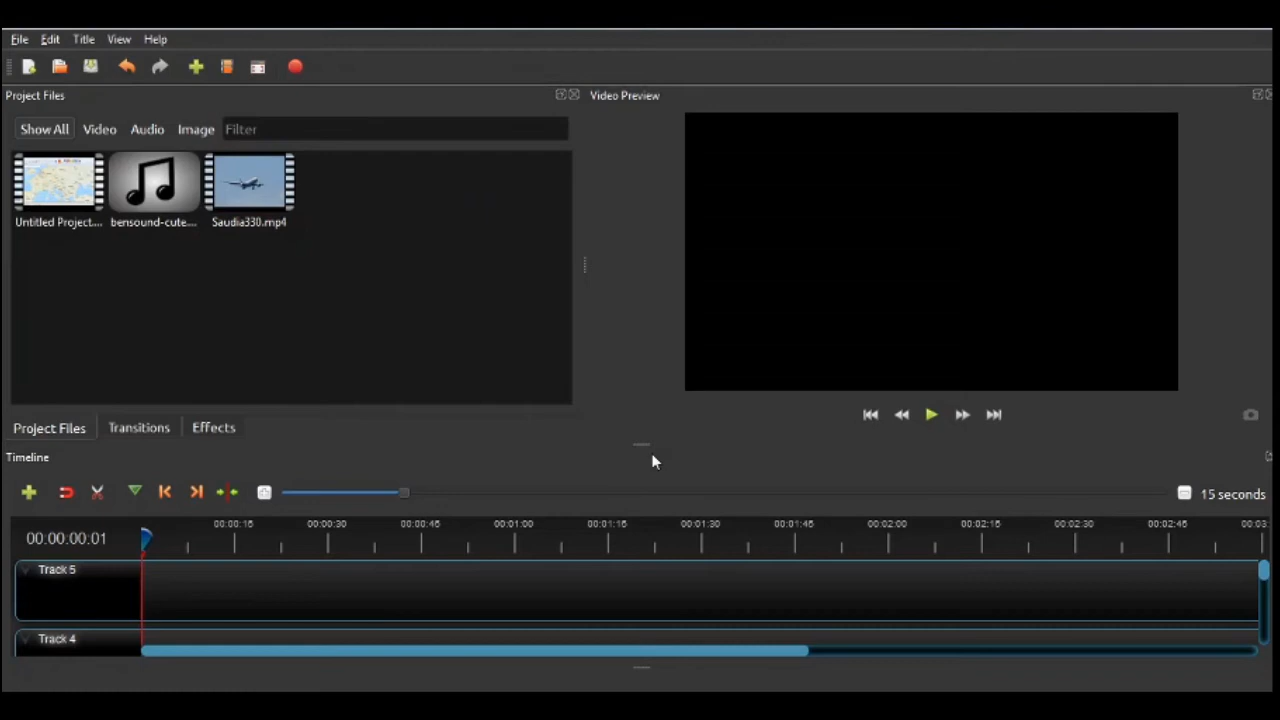 File Edit Title View Help
Project Files
Video Preview
Show All Video Audio Image Filter
Untitled Project.... bensound-cute.... Saudia330.mp4
Project Files Transitions Effects
Timeline
15 seconds
00:00:00:01
00:00:15 00:00:30 00:00:45 00:01:00 00:01:15 00:01:30 00:01:45 00:02:00 00:02:15 00:02:30 00:02:45 00:03:
Track 5
Track 4